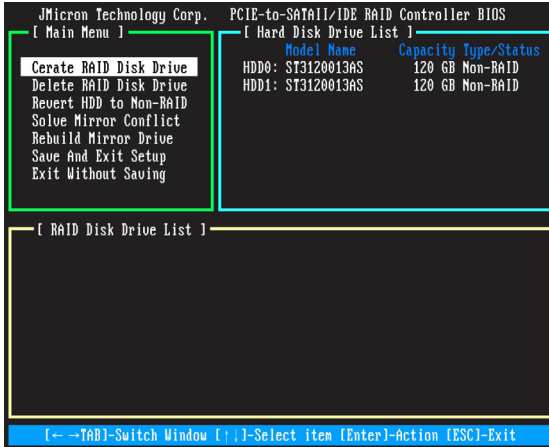 JMicron Technology Corp. PCIE-to-SATAII/IDE RAID Controller BIOS
[ Main Menu ]
Cerate RAID Disk Drive
Delete RAID Disk Drive
Revert HDD to Non-RAID
Solve Mirror Conflict
Rebuild Mirror Drive
Save And Exit Setup
Exit Without Saving
[ Hard Disk Drive List ]
Model Name Capacity Type/Status
HDD0: ST3120013AS 120 GB Non-RAID
HDD1: ST3120013AS 120 GB Non-RAID
[ RAID Disk Drive List ]
[← →TAB]-Switch Window [↑↓]-Select item [Enter]-Action [ESC]-Exit